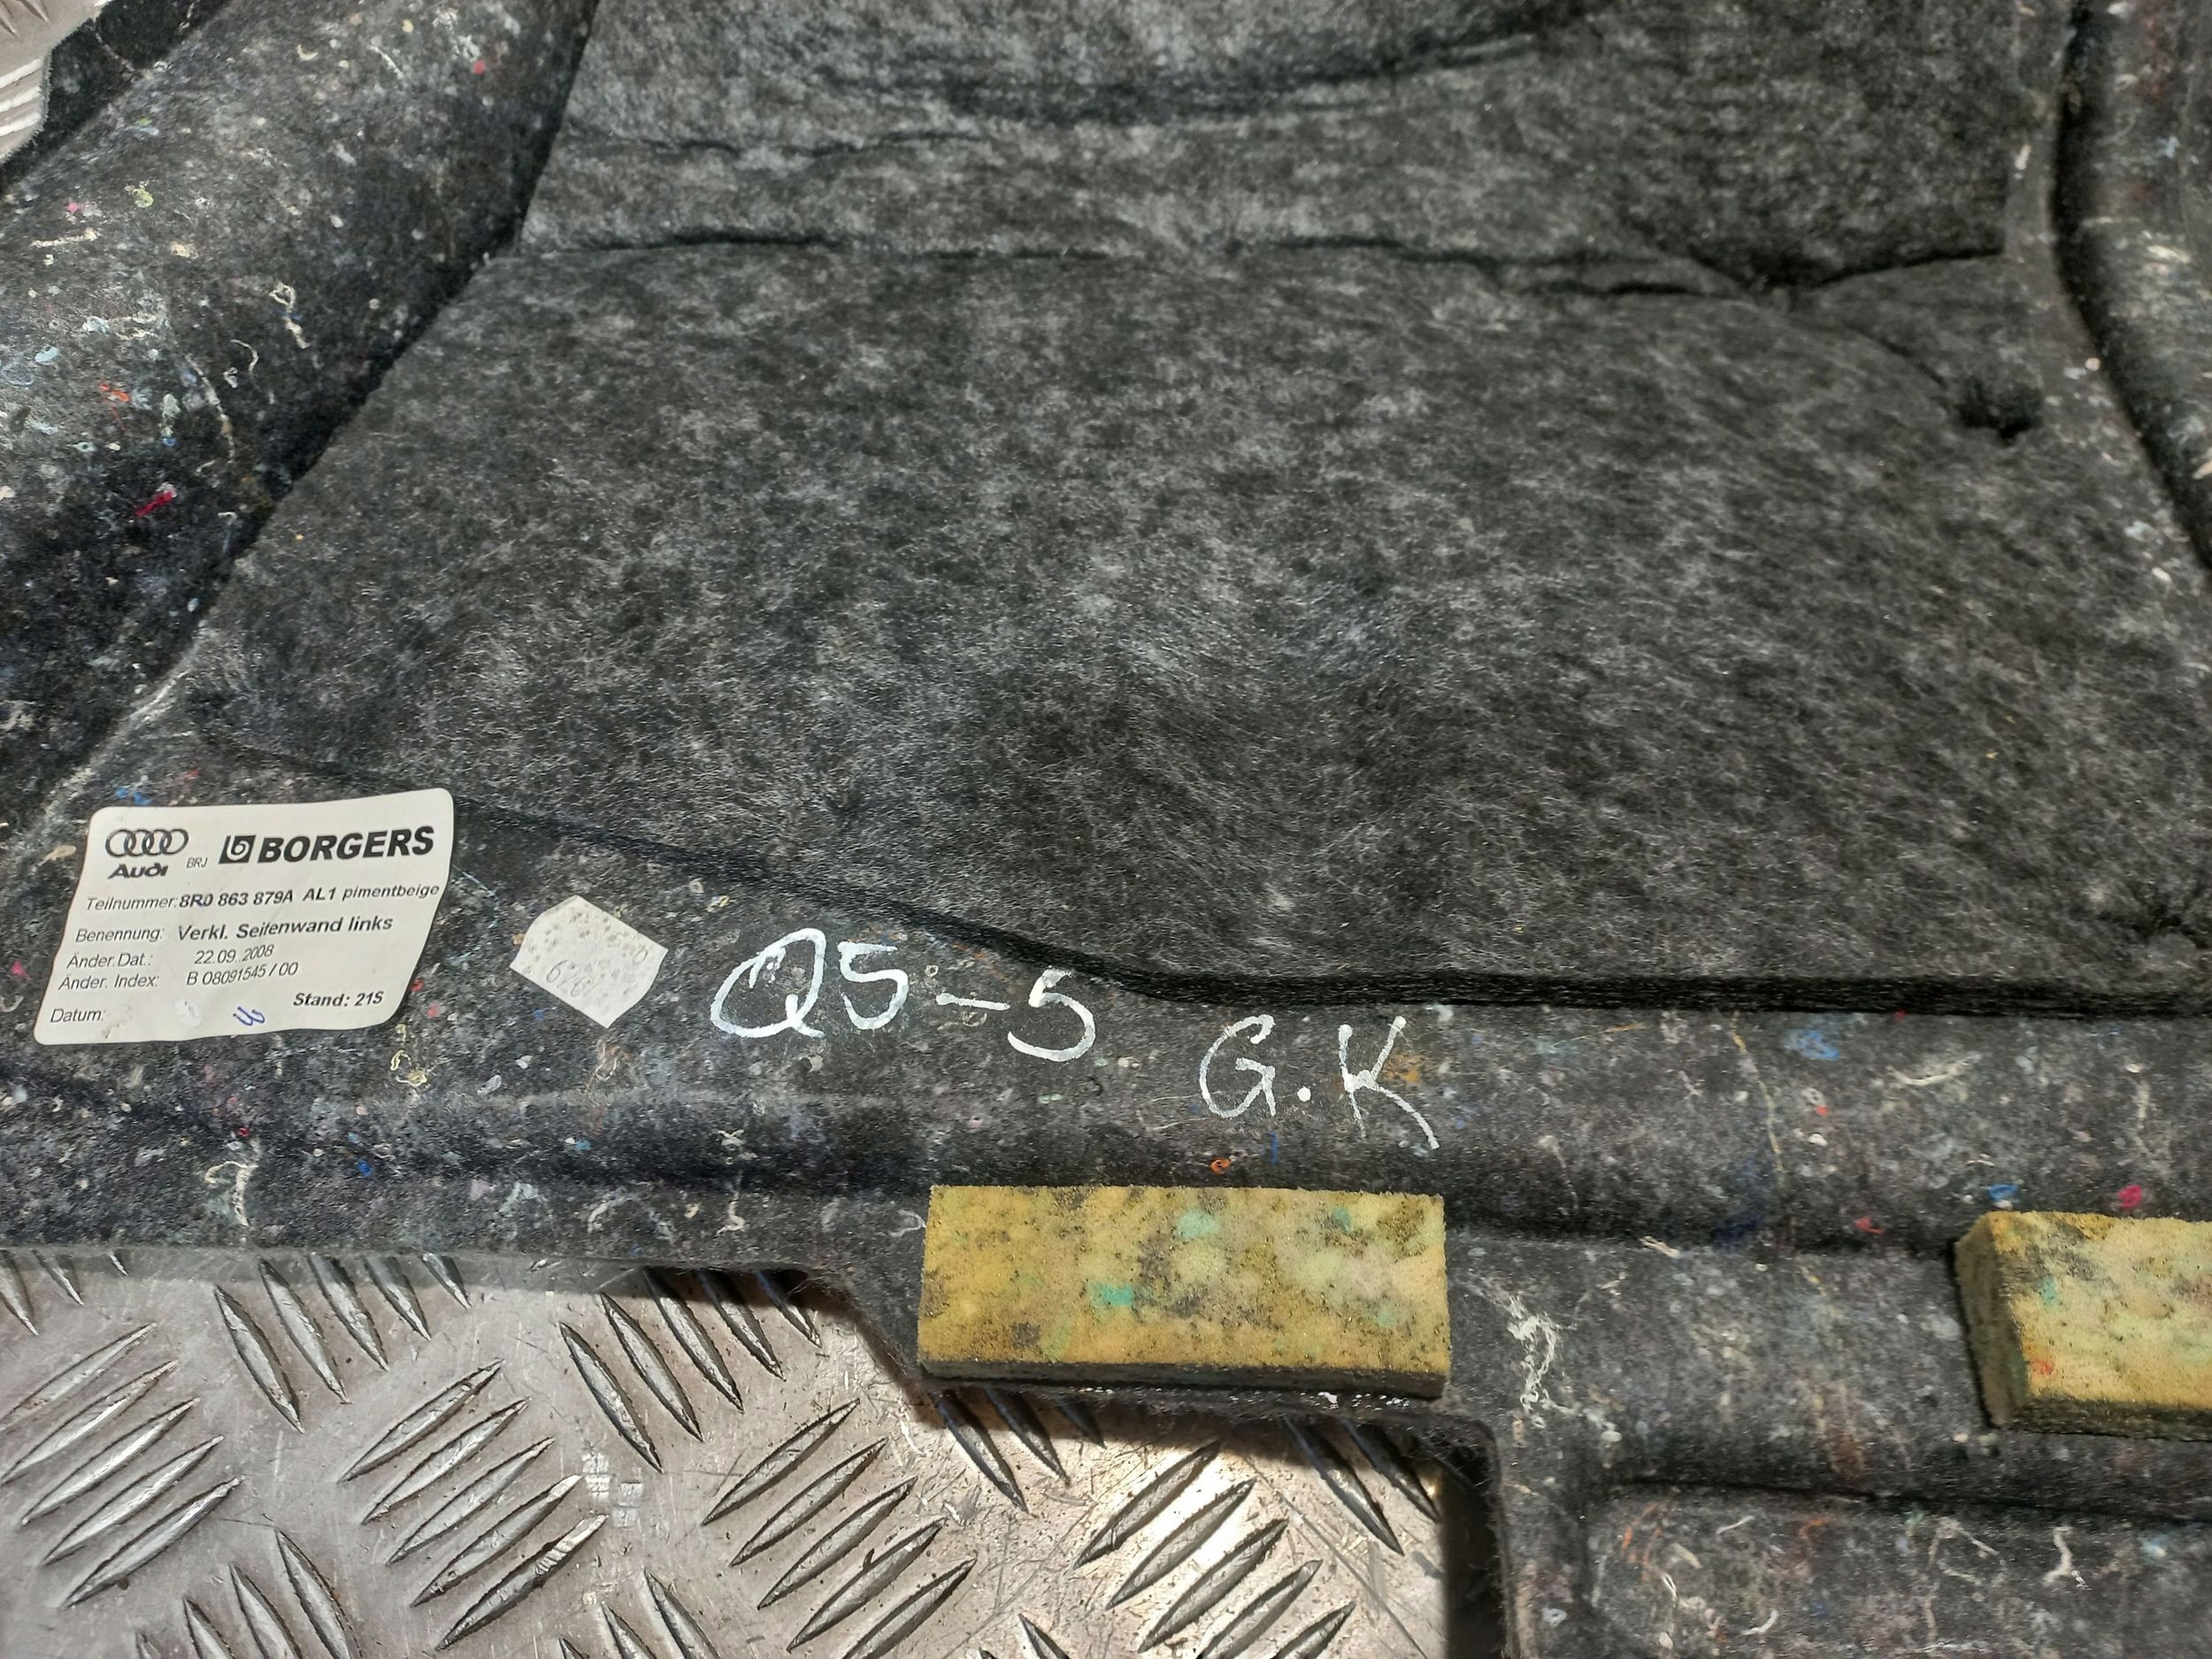 Audi BRJ BORGERS
Teilnummer: 8R0 863 879A AL1 pimentbeige
Benennung: Verkl. Seitenwand links
Änder.Dat.: 22.09.2008
Änder. Index: B 08091545/00
Stand: 21S
Datum:
Q5-5
G.K